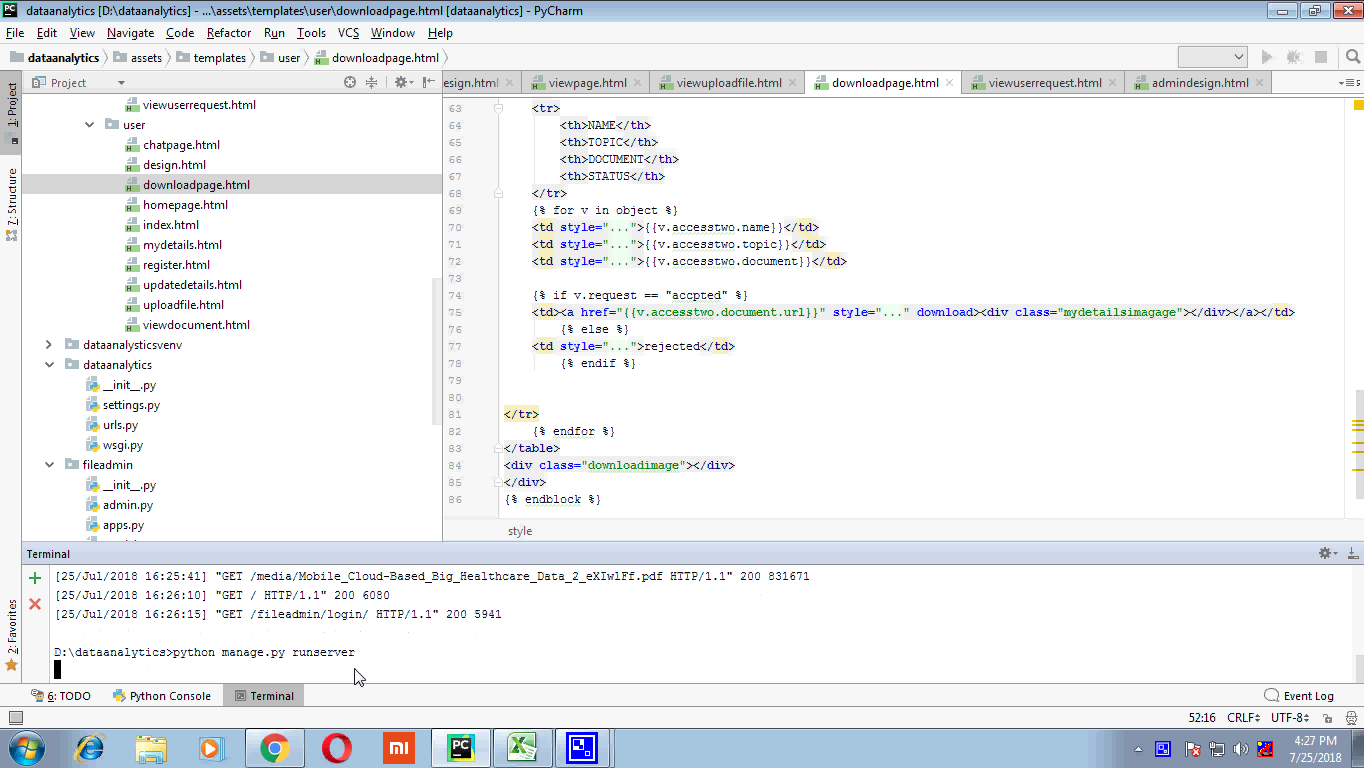 dataanalytics [D:\dataanalytics] - ...\assets\templates\user\downloadpage.html [dataanalytics] - PyCharm
File Edit View Navigate Code Refactor Run Tools VCS Window Help
dataanalytics assets templates user downloadpage.html
Project
esign.html viewpage.html viewuploadfile.html downloadpage.html viewuserrequest.html admindesign.html
1: Project
7: Structure
2: Favorites
viewuserrequest.html
user
chatpage.html
design.html
downloadpage.html
homepage.html
index.html
mydetails.html
register.html
updatedetails.html
uploadfile.html
viewdocument.html
dataanalysticsvenv
dataanalytics
__init__.py
settings.py
urls.py
wsgi.py
fileadmin
__init__.py
admin.py
apps.py
63 <tr>
64 <th>NAME</th>
65 <th>TOPIC</th>
66 <th>DOCUMENT</th>
67 <th>STATUS</th>
68 </tr>
69 {% for v in object %}
70 <td style="...">{{v.accesstwo.name}}</td>
71 <td style="...">{{v.accesstwo.topic}}</td>
72 <td style="...">{{v.accesstwo.document}}</td>
73
74 {% if v.request == "accpted" %}
75 <td><a href="{{v.accesstwo.document.url}}" style="..." download><div class="mydetailsimagage"></div></a></td>
76 {% else %}
77 <td style="...">rejected</td>
78 {% endif %}
79
80
81 </tr>
82 {% endfor %}
83 </table>
84 <div class="downloadimage"></div>
85 </div>
86 {% endblock %}
style
Terminal
[25/Jul/2018 16:25:41] "GET /media/Mobile_Cloud-Based_Big_Healthcare_Data_2_eXIwlFf.pdf HTTP/1.1" 200 831671
[25/Jul/2018 16:26:10] "GET / HTTP/1.1" 200 6080
[25/Jul/2018 16:26:15] "GET /fileadmin/login/ HTTP/1.1" 200 5941
D:\dataanalytics>python manage.py runserver
6: TODO Python Console Terminal Event Log
52:16 CRLF UTF-8
4:27 PM
7/25/2018